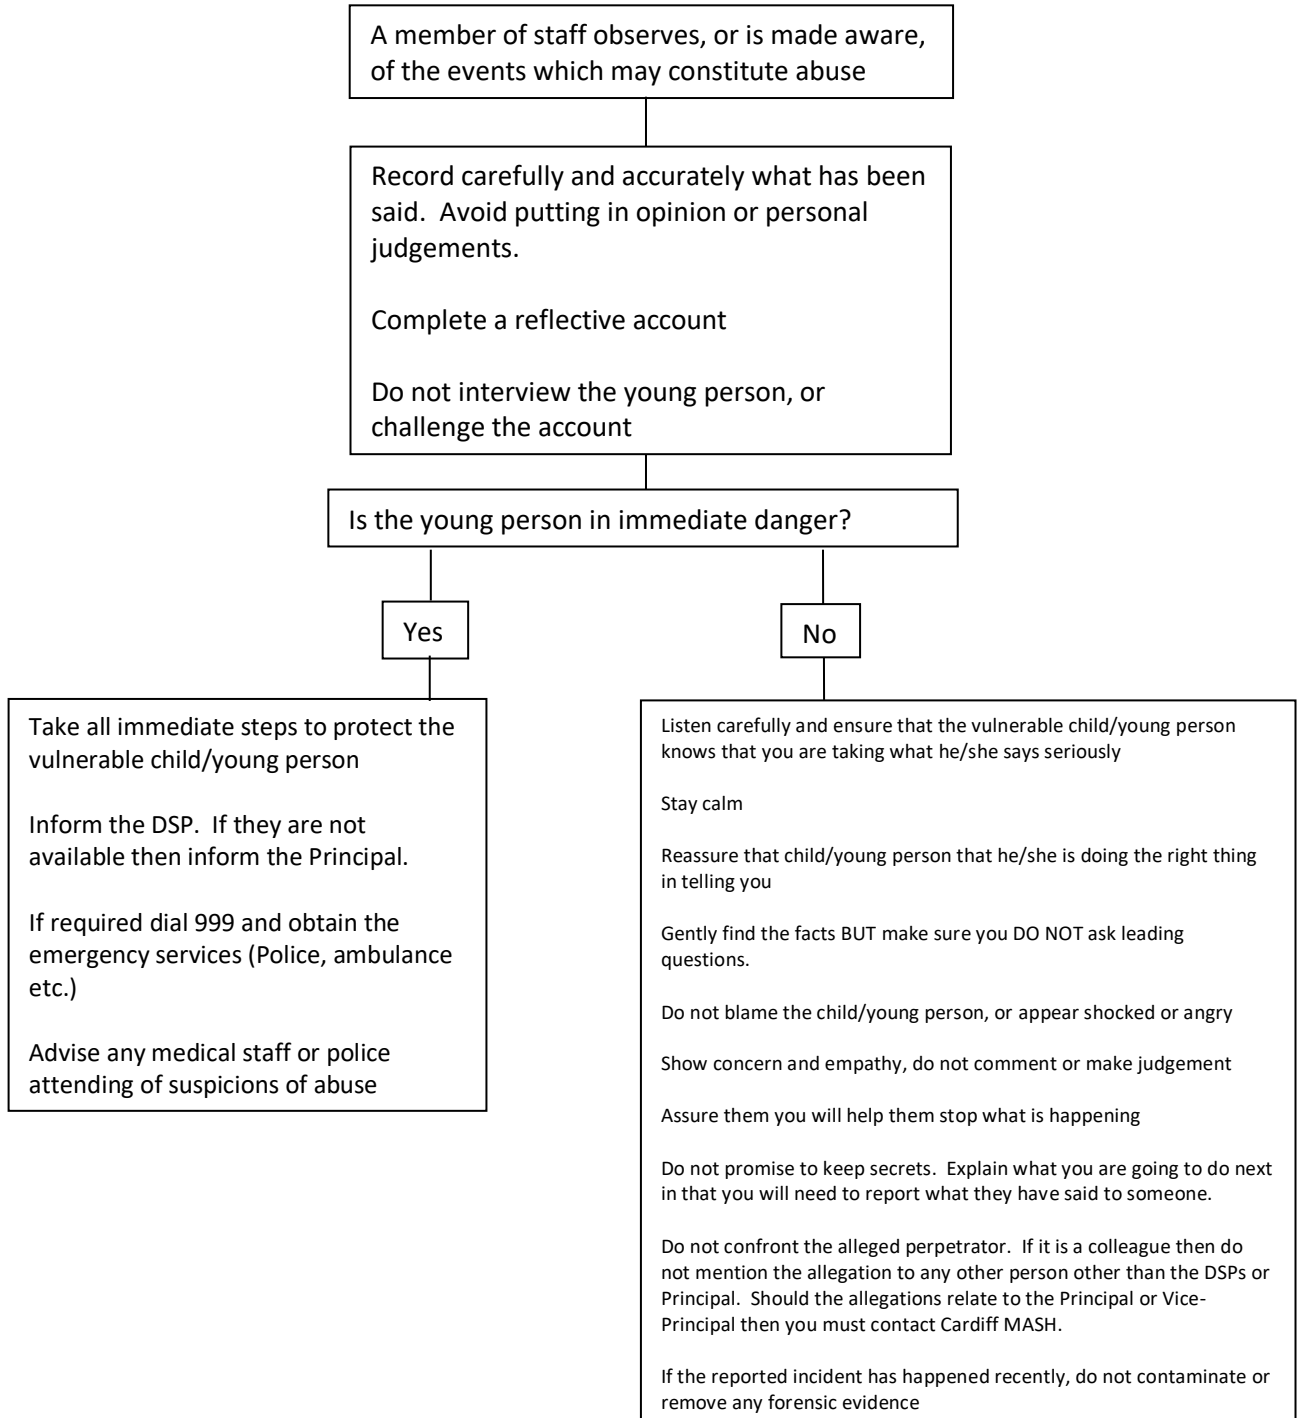 A member of staff observes, or is made aware,
of the events which may constitute abuse
Record carefully and accurately what has been
said.  Avoid putting in opinion or personal
judgements.
Complete a reflective account
Do not interview the young person, or
challenge the account
Is the young person in immediate danger?
Yes
No
Take all immediate steps to protect the
vulnerable child/young person
Inform the DSP.  If they are not
available then inform the Principal.
If required dial 999 and obtain the
emergency services (Police, ambulance
etc.)
Advise any medical staff or police
attending of suspicions of abuse
Listen carefully and ensure that the vulnerable child/young person
knows that you are taking what he/she says seriously
Stay calm
Reassure that child/young person that he/she is doing the right thing
in telling you
Gently find the facts BUT make sure you DO NOT ask leading
questions.
Do not blame the child/young person, or appear shocked or angry
Show concern and empathy, do not comment or make judgement
Assure them you will help them stop what is happening
Do not promise to keep secrets.  Explain what you are going to do next
in that you will need to report what they have said to someone.
Do not confront the alleged perpetrator.  If it is a colleague then do
not mention the allegation to any other person other than the DSPs or
Principal.  Should the allegations relate to the Principal or Vice-
Principal then you must contact Cardiff MASH.
If the reported incident has happened recently, do not contaminate or
remove any forensic evidence